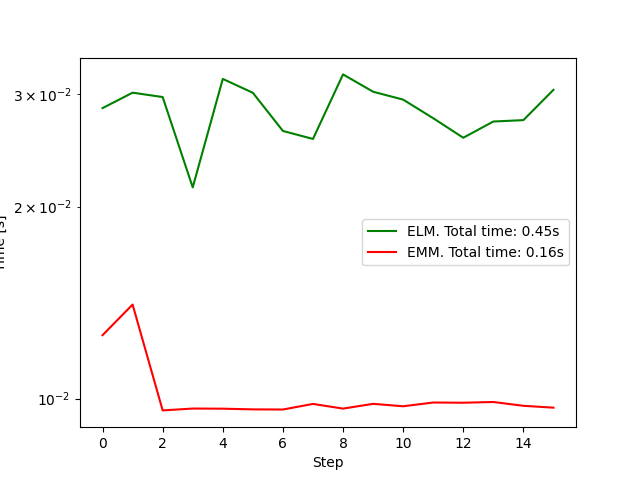 3 × 10⁻²
2 × 10⁻²
10⁻²
Time [s]
ELM. Total time: 0.45s
EMM. Total time: 0.16s
0 2 4 6 8 10 12 14
Step